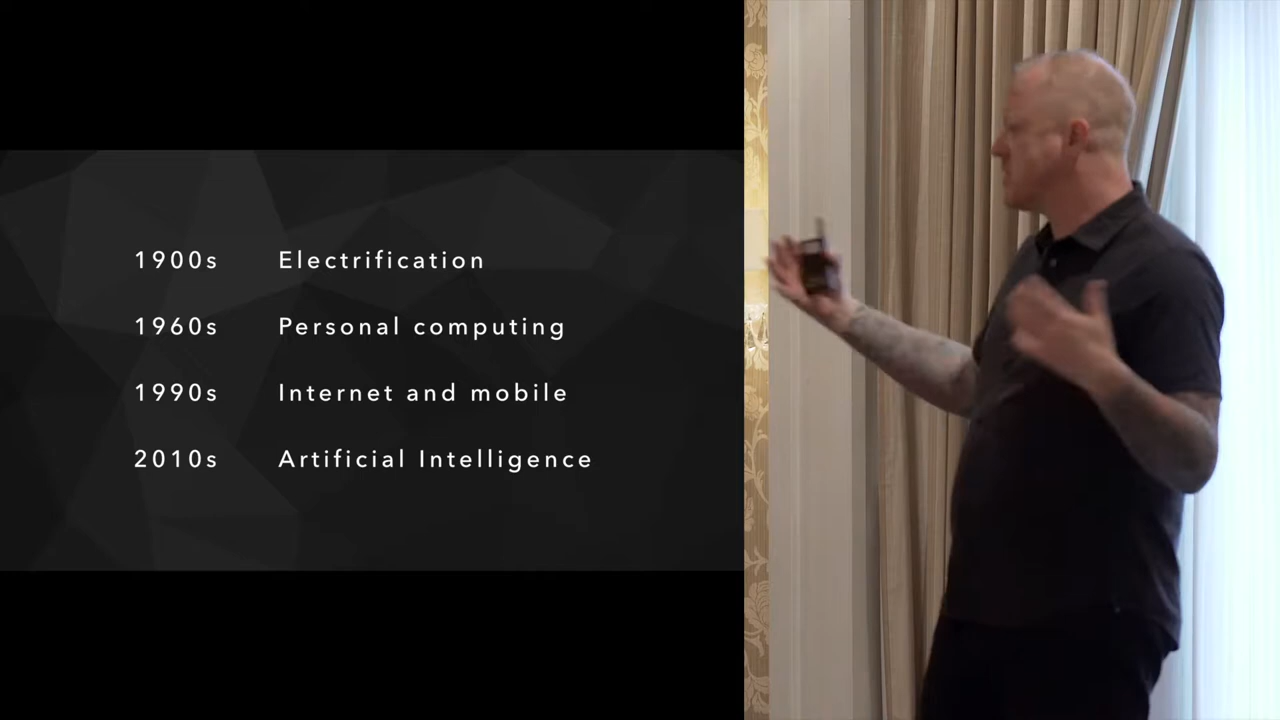 1900s Electrification
1960s Personal computing
1990s Internet and mobile
2010s Artificial Intelligence